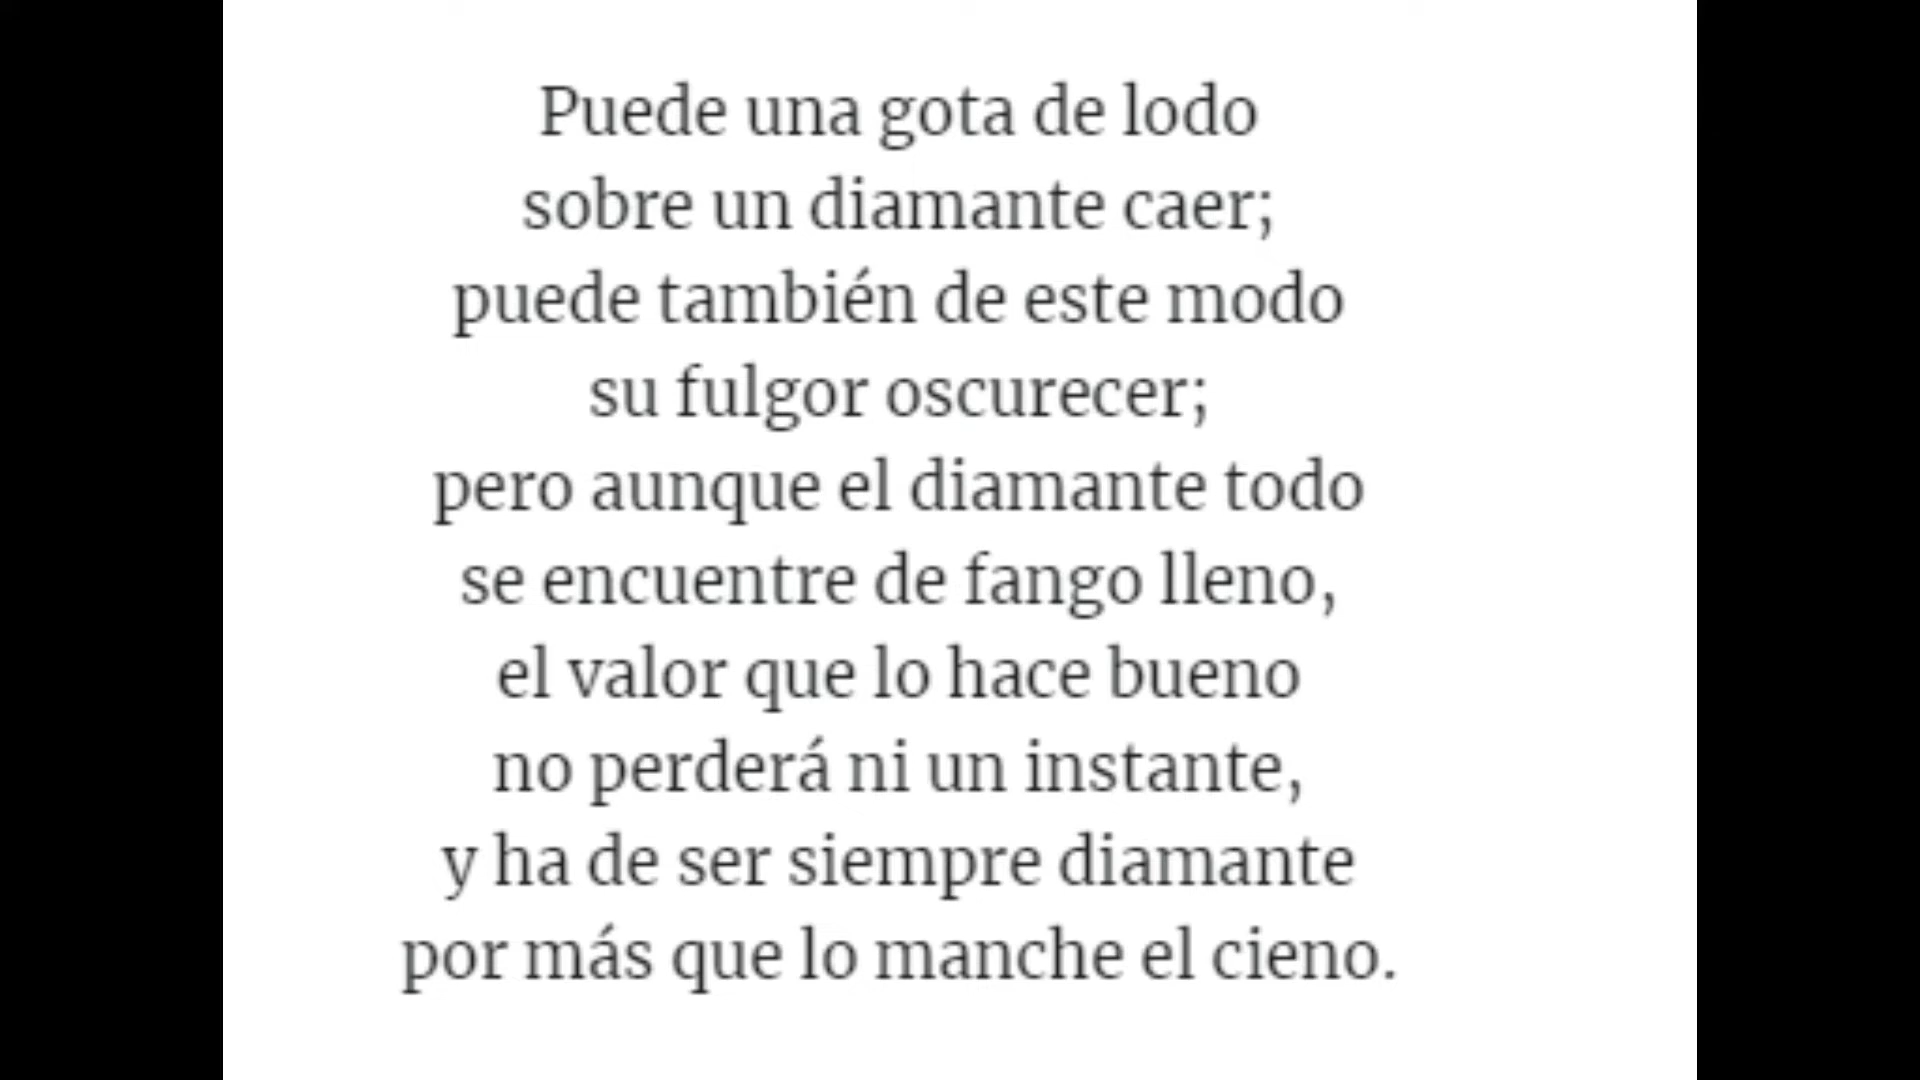 Puede una gota de lodo
sobre un diamante caer;
puede también de este modo
su fulgor oscurecer;
pero aunque el diamante todo
se encuentre de fango lleno,
el valor que lo hace bueno
no perderá ni un instante,
y ha de ser siempre diamante
por más que lo manche el cieno.